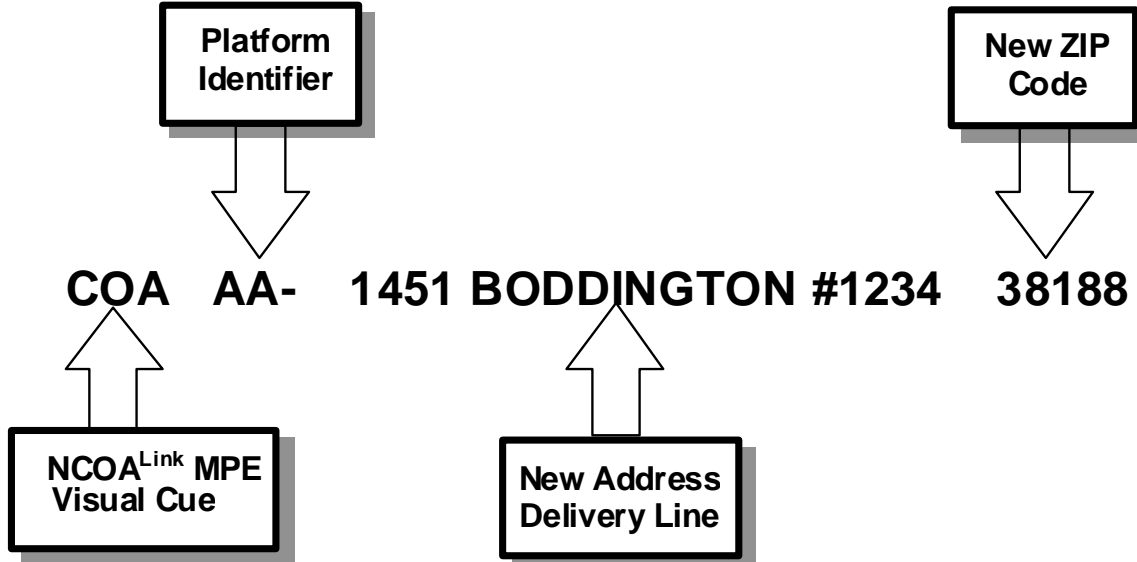 Platform
Identifier
New ZIP
Code
COA AA- 1451 BODDINGTON #1234 38188
NCOALink MPE
Visual Cue
New Address
Delivery Line